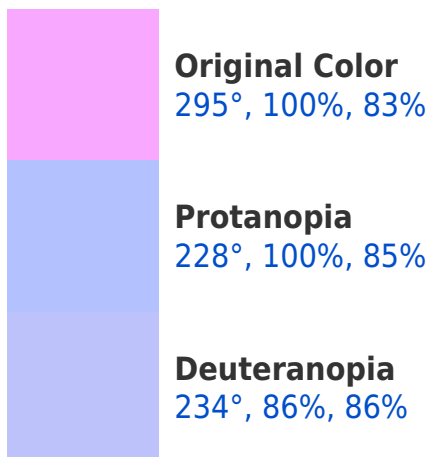 Original Color
295°, 100%, 83%
Protanopia
228°, 100%, 85%
Deuteranopia
234°, 86%, 86%